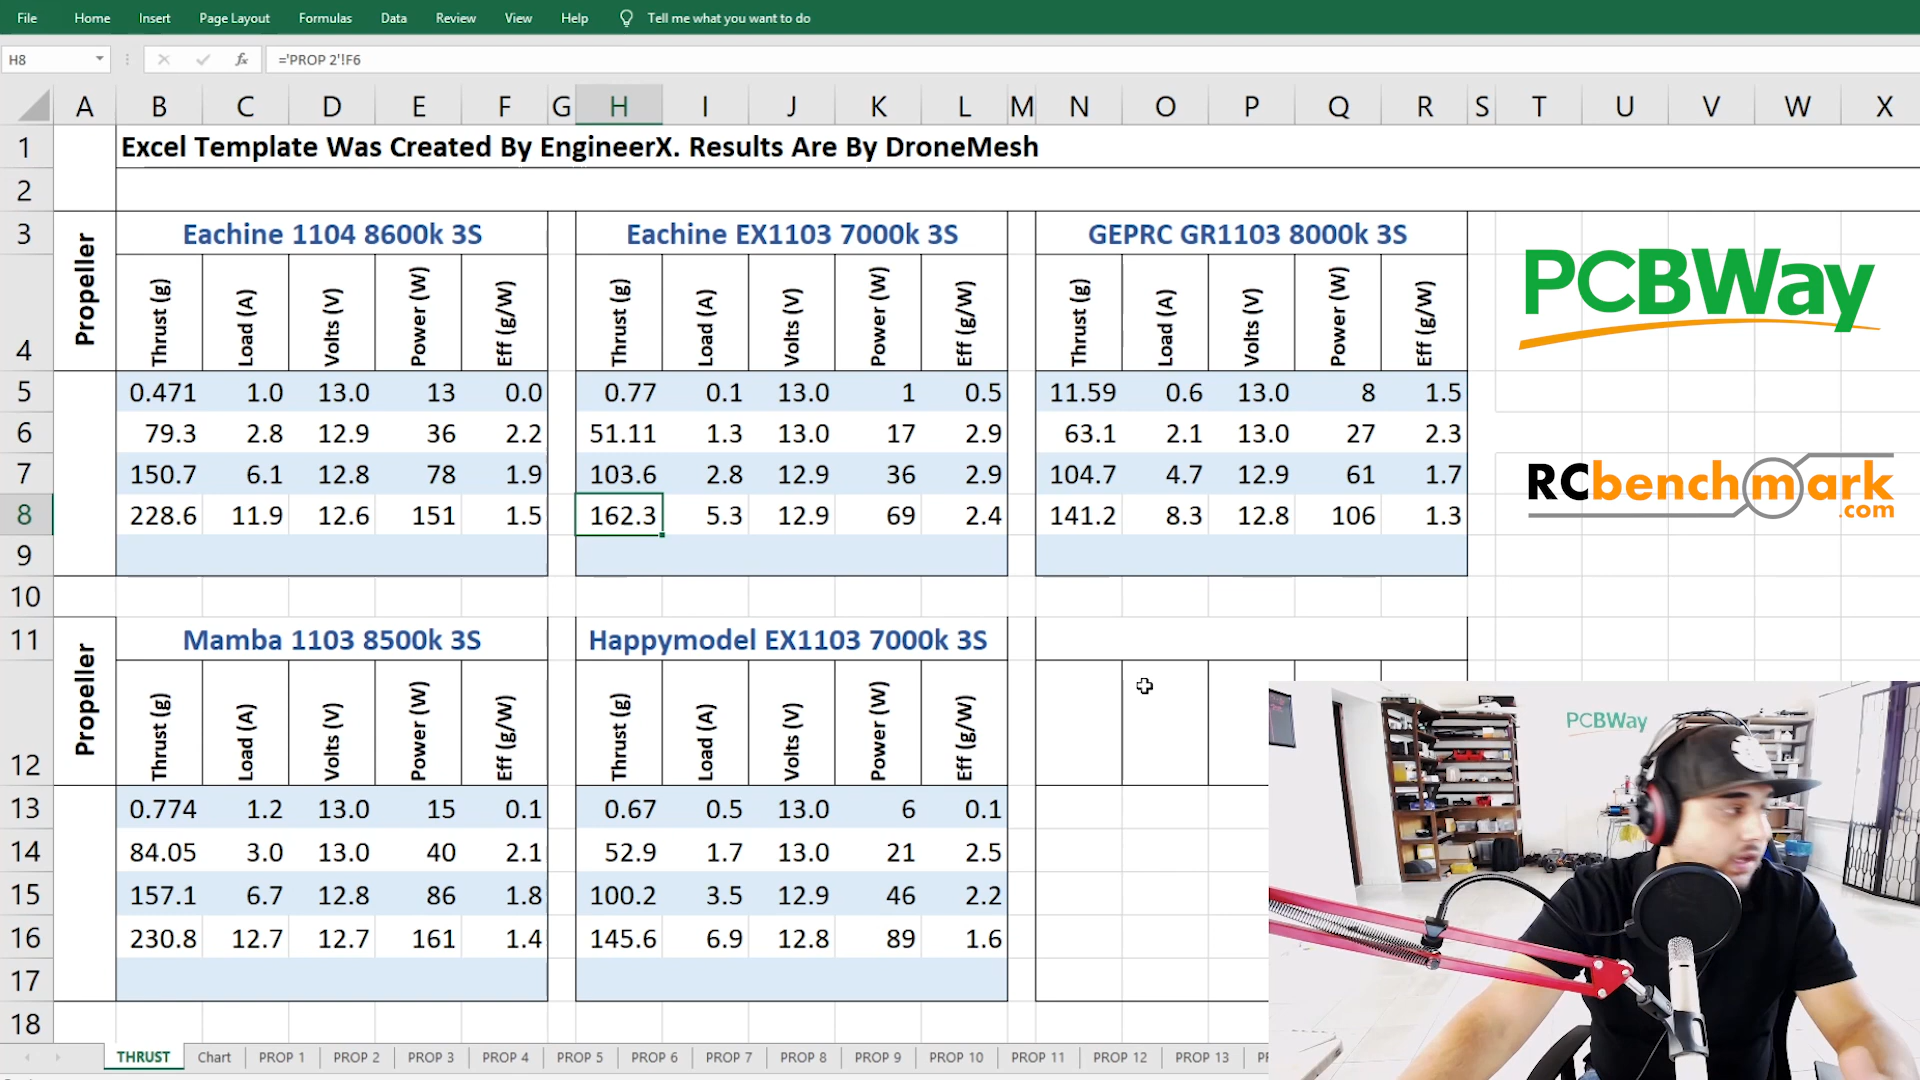 File Home Insert Page Layout Formulas Data Review View Help Tell me what you want to do
H8 fx ='PROP 2'!F6
A B C D E F G H I J K L M N O P Q R S T U V W X
1 Excel Template Was Created By EngineerX. Results Are By DroneMesh
2
3 Propeller Eachine 1104 8600k 3S Eachine EX1103 7000k 3S GEPRC GR1103 8000k 3S
PCBWay
4 Thrust (g) Load (A) Volts (V) Power (W) Eff (g/W) Thrust (g) Load (A) Volts (V) Power (W) Eff (g/W) Thrust (g) Load (A) Volts (V) Power (W) Eff (g/W)
5 0.471 1.0 13.0 13 0.0 0.77 0.1 13.0 1 0.5 11.59 0.6 13.0 8 1.5
6 79.3 2.8 12.9 36 2.2 51.11 1.3 13.0 17 2.9 63.1 2.1 13.0 27 2.3
7 150.7 6.1 12.8 78 1.9 103.6 2.8 12.9 36 2.9 104.7 4.7 12.9 61 1.7
RCbenchmark
.com
8 228.6 11.9 12.6 151 1.5 162.3 5.3 12.9 69 2.4 141.2 8.3 12.8 106 1.3
9
10
11 Propeller Mamba 1103 8500k 3S Happymodel EX1103 7000k 3S
12 Thrust (g) Load (A) Volts (V) Power (W) Eff (g/W) Thrust (g) Load (A) Volts (V) Power (W) Eff (g/W)
PCBWay
13 0.774 1.2 13.0 15 0.1 0.67 0.5 13.0 6 0.1
14 84.05 3.0 13.0 40 2.1 52.9 1.7 13.0 21 2.5
15 157.1 6.7 12.8 86 1.8 100.2 3.5 12.9 46 2.2
16 230.8 12.7 12.7 161 1.4 145.6 6.9 12.8 89 1.6
17
18
THRUST Chart PROP 1 PROP 2 PROP 3 PROP 4 PROP 5 PROP 6 PROP 7 PROP 8 PROP 9 PROP 10 PROP 11 PROP 12 PROP 13